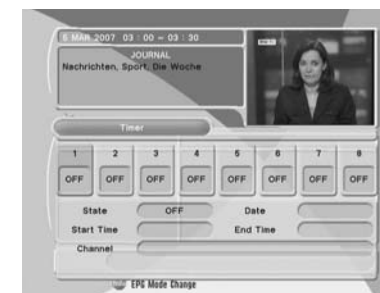 6 MAR 2007 03 : 00 - 03 : 30
JOURNAL
Nachrichten, Sport, Die Woche
Timer
1 2 3 4 5 6 7 8
OFF OFF OFF OFF OFF OFF OFF OFF
State OFF Date
Start Time End Time
Channel
EPG Mode Change